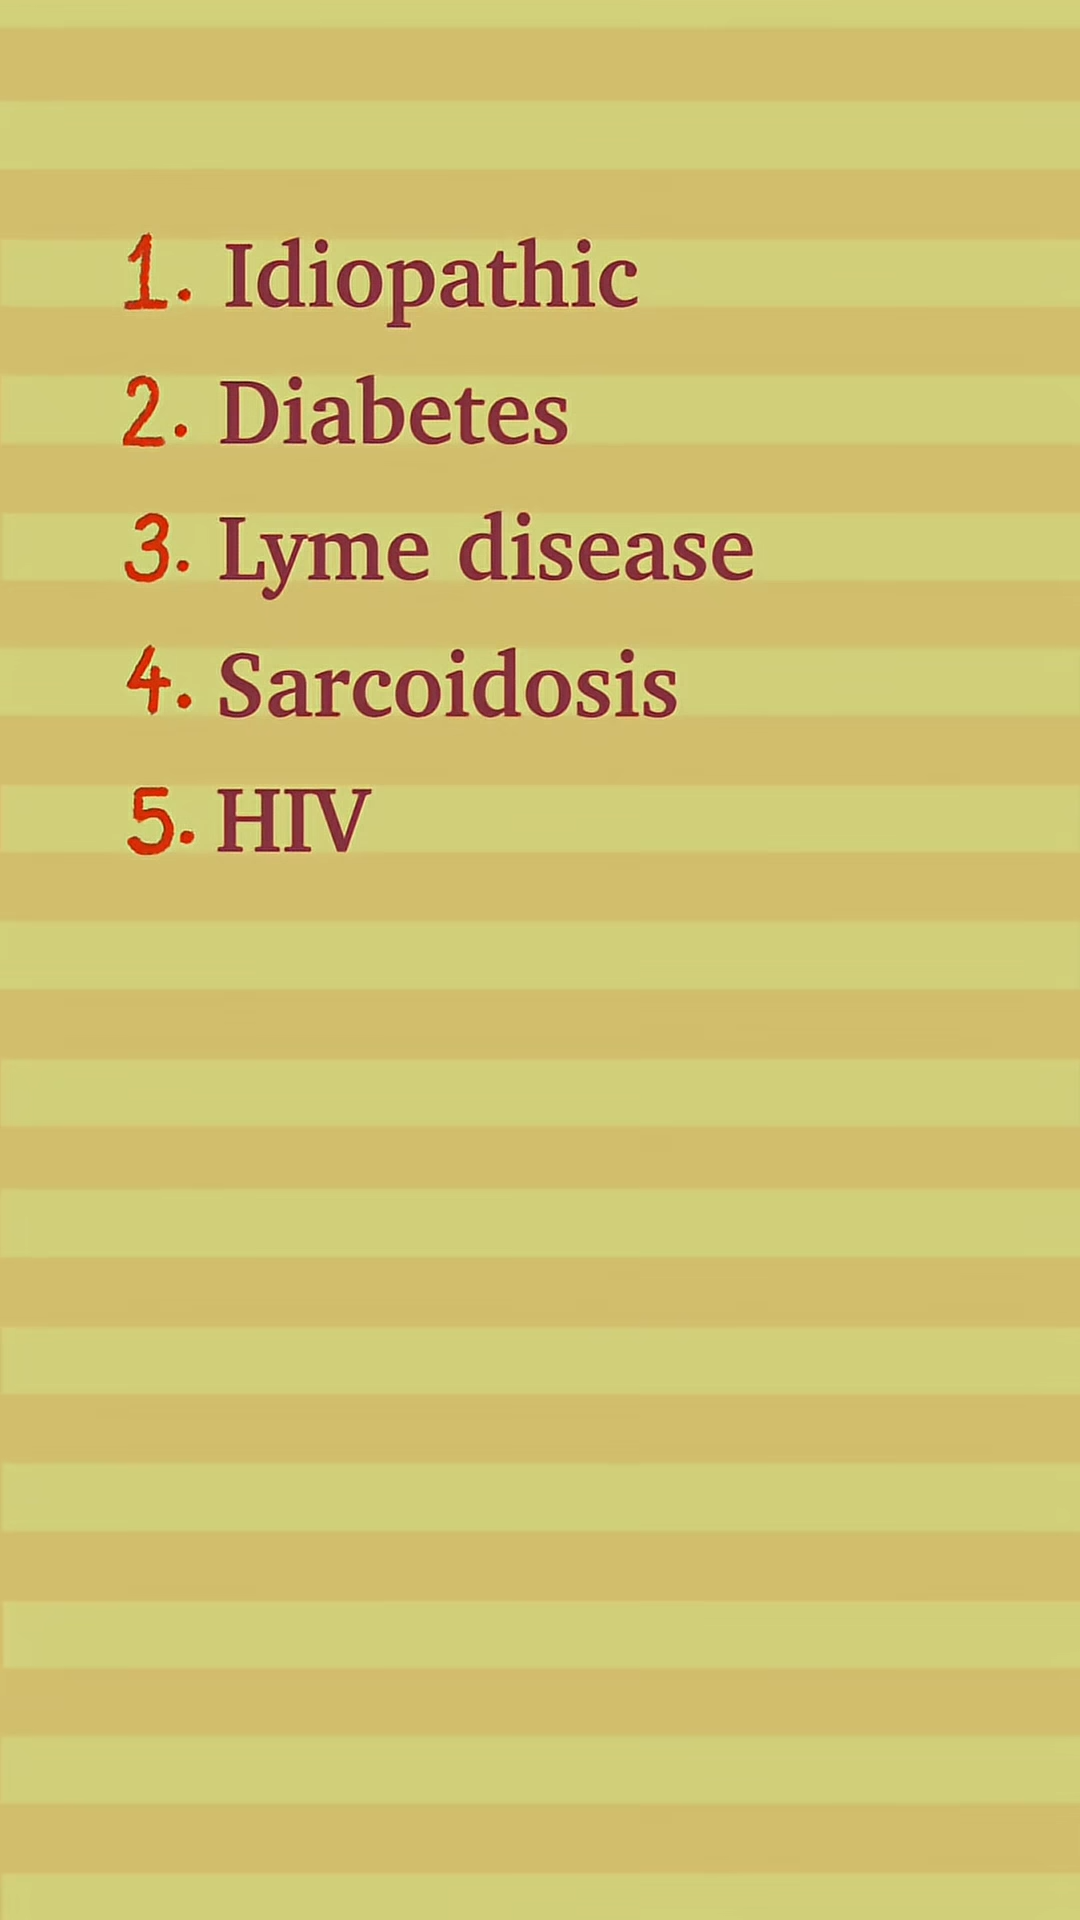 1. Idiopathic
2. Diabetes
3. Lyme disease
4. Sarcoidosis
5. HIV